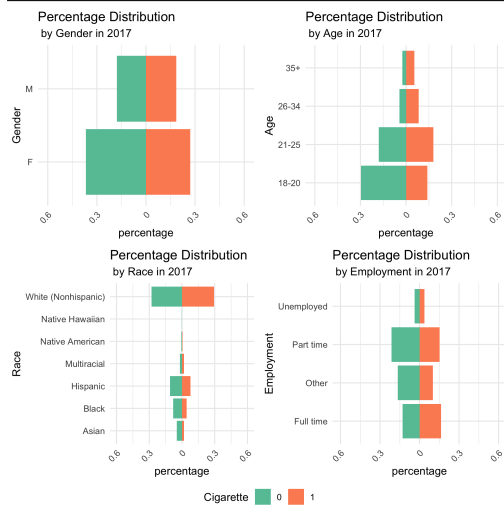 Percentage Distribution
by Gender in 2017
Gender
M
F
0.6 0.3 0 0.3 0.6
percentage
Percentage Distribution
by Age in 2017
Age
35+
26-34
21-25
18-20
0.6 0.3 0 0.3 0.6
percentage
Percentage Distribution
by Race in 2017
Race
White (Nonhispanic)
Native Hawaiian
Native American
Multiracial
Hispanic
Black
Asian
0.6 0.3 0 0.3 0.6
percentage
Percentage Distribution
by Employment in 2017
Employment
Unemployed
Part time
Other
Full time
0.6 0.3 0 0.3 0.6
percentage
Cigarette 0 1